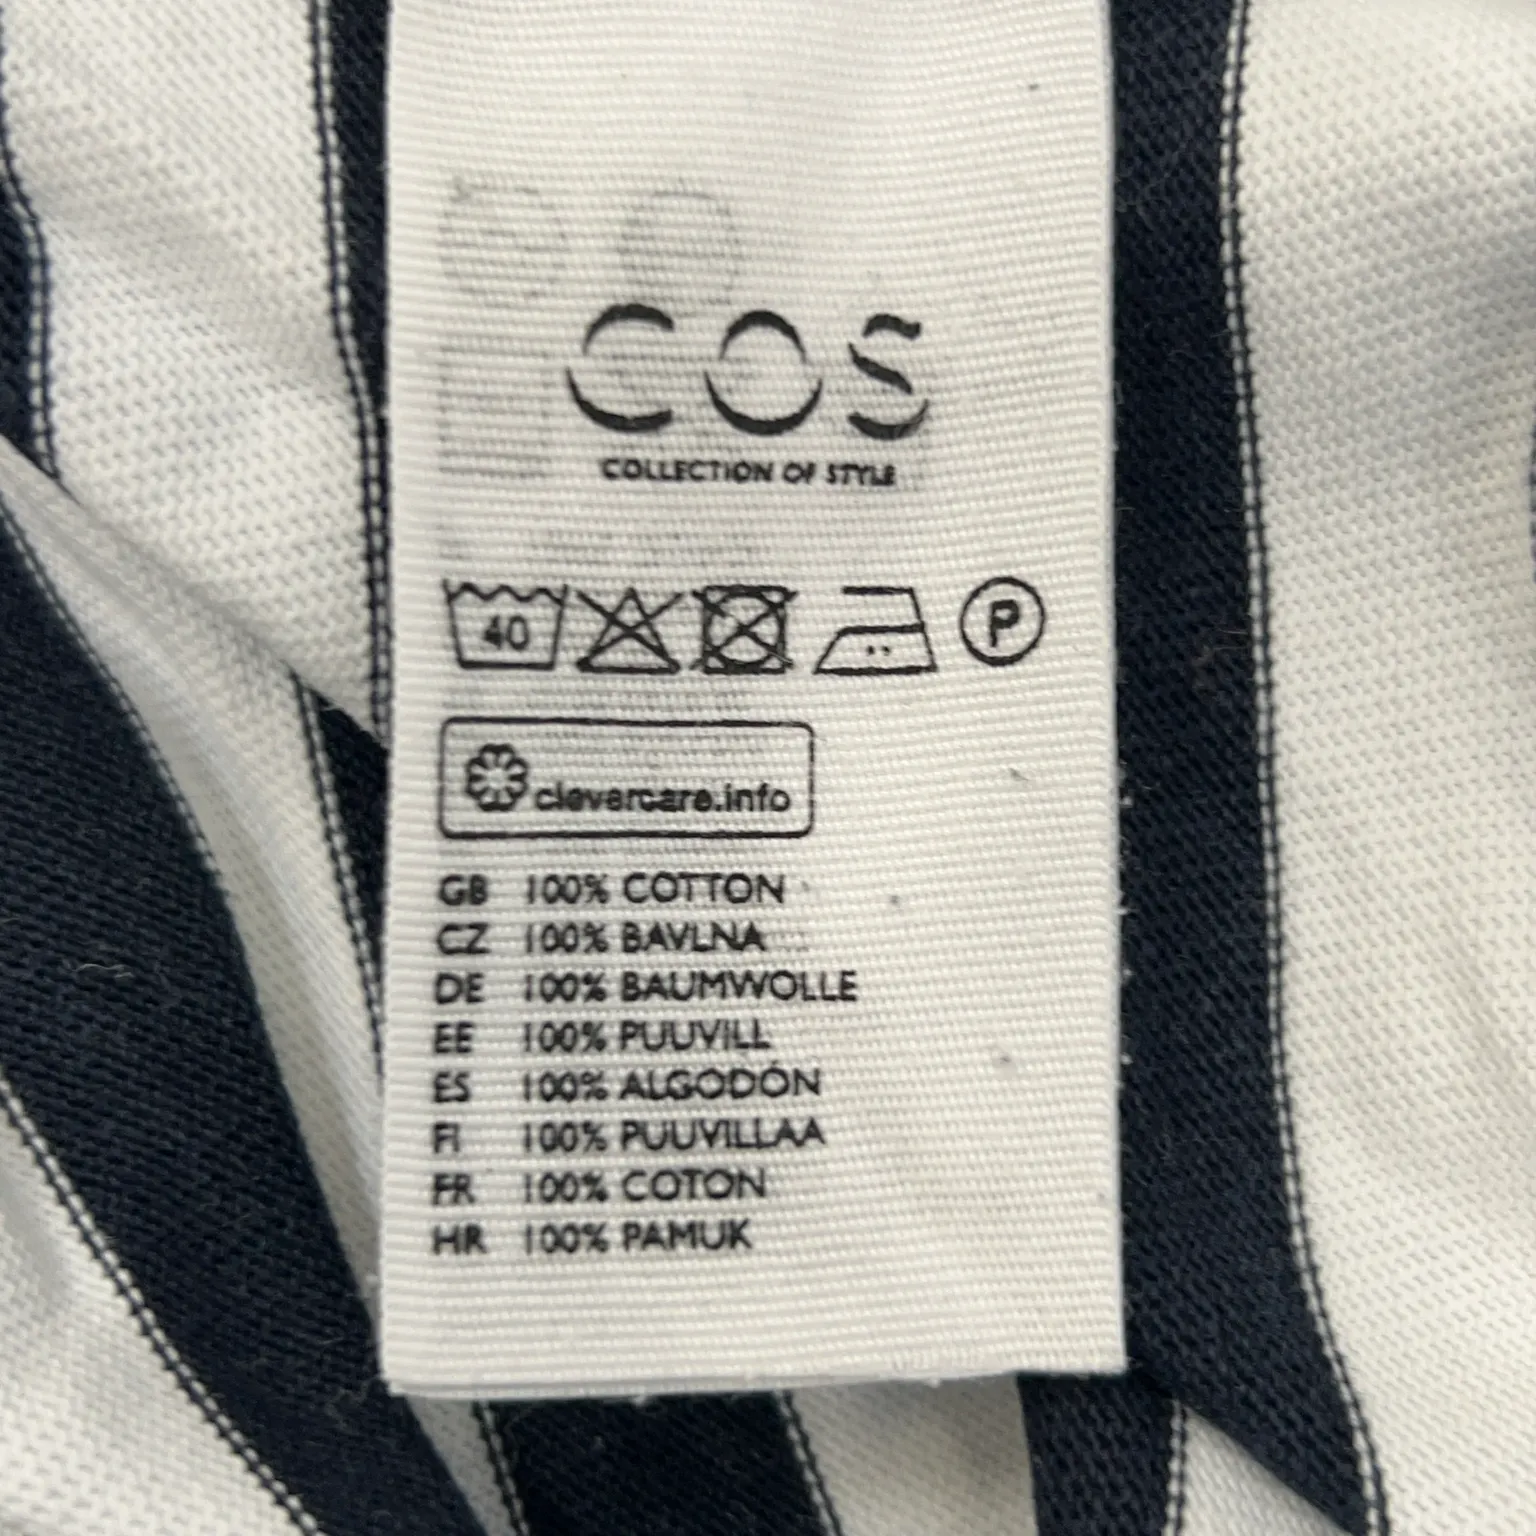 COS
COLLECTION OF STYLE
40 P
clevercare.info
GB 100% COTTON
CZ 100% BAVLNA
DE 100% BAUMWOLLE
EE 100% PUUVILL
ES 100% ALGODÓN
FI 100% PUUVILLAA
FR 100% COTON
HR 100% PAMUK